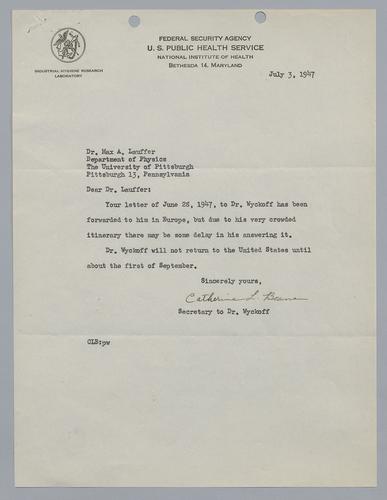 FEDERAL SECURITY AGENCY
U. S. PUBLIC HEALTH SERVICE
NATIONAL INSTITUTE OF HEALTH
BETHESDA 14, MARYLAND
INDUSTRIAL HYGIENE RESEARCH
LABORATORY
July 3, 1947
Dr. Max A. Lauffer
Department of Physics
The University of Pittsburgh
Pittsburgh 13, Pennsylvania
Dear Dr. Lauffer:
Your letter of June 28, 1947, to Dr. Wyckoff has been
forwarded to him in Europe, but due to his very crowded
itinerary there may be some delay in his answering it.
Dr. Wyckoff will not return to the United States until
about the first of September.
Sincerely yours,
Catherine L.
Secretary to Dr. Wyckoff
CLB:pw